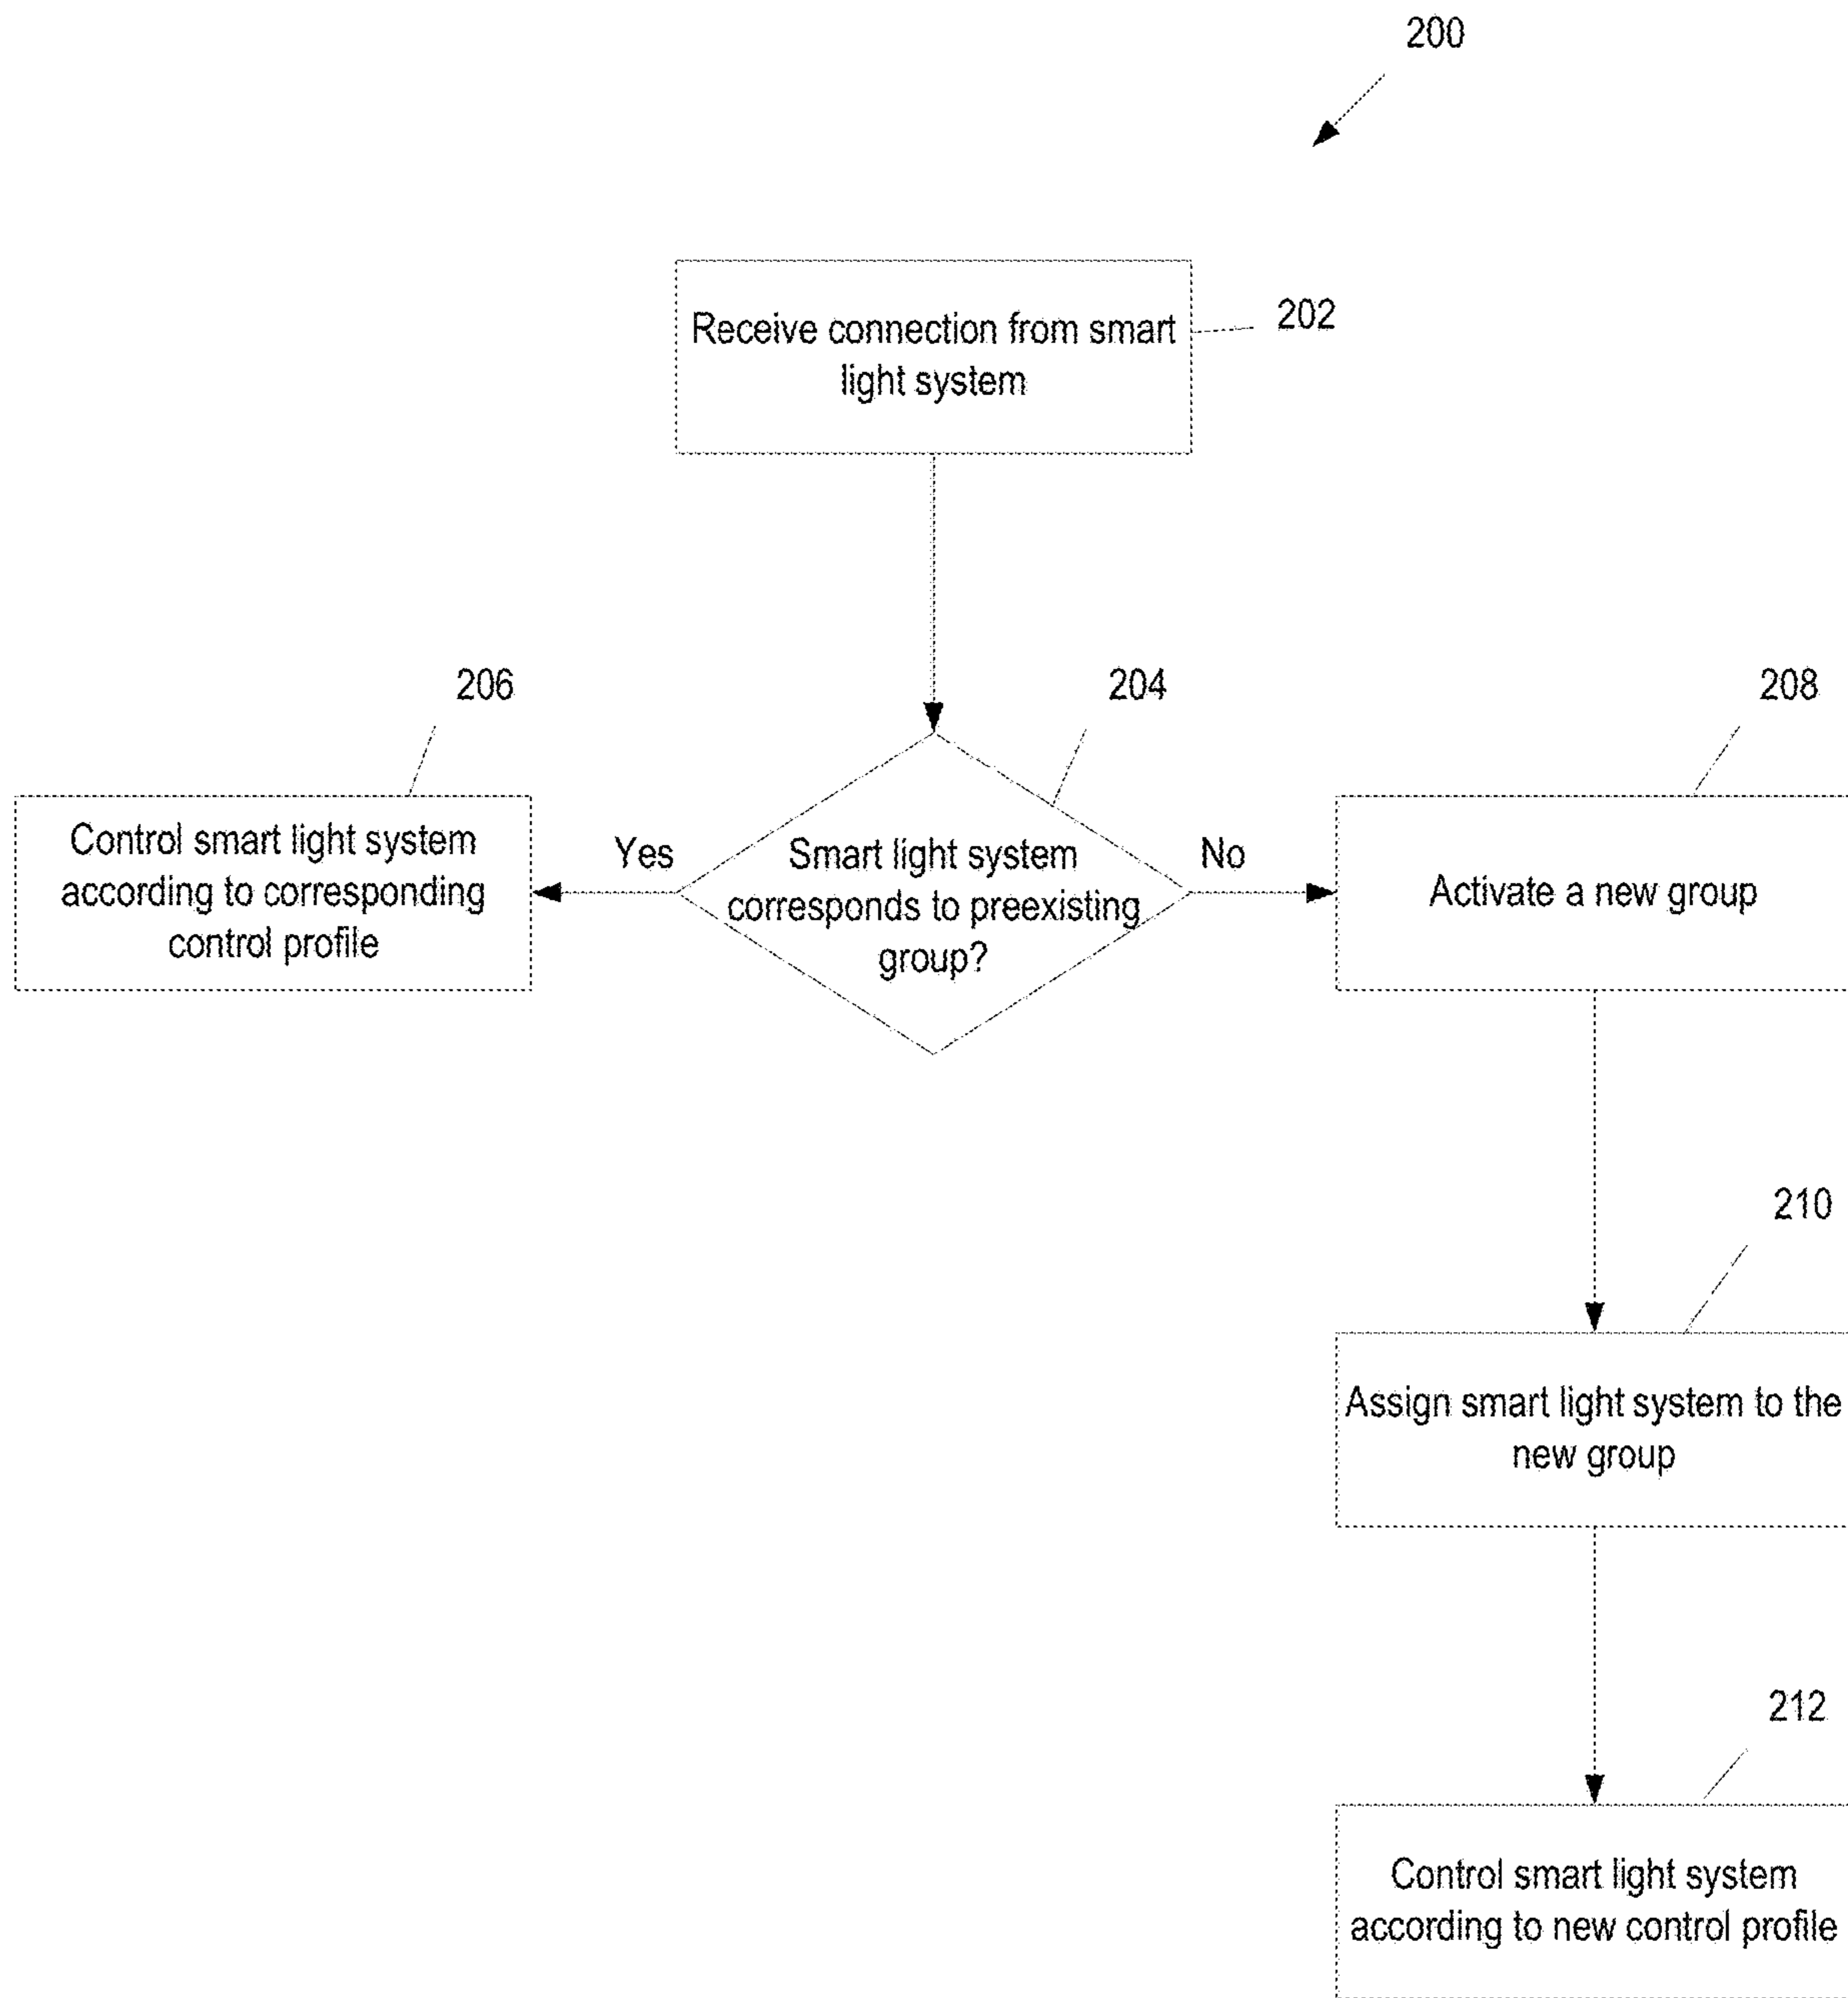 200
Receive connection from smart
light system
202
206
204
208
Control smart light system
according to corresponding
control profile
Yes
Smart light system
corresponds to preexisting
group?
No
Activate a new group
210
Assign smart light system to the
new group
212
Control smart light system
according to new control profile